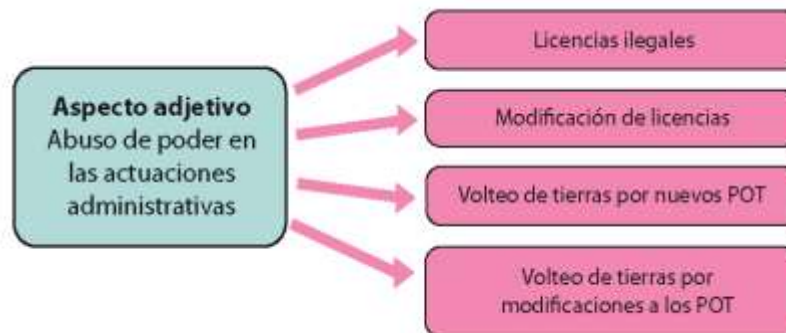 Aspecto adjetivo
Abuso de poder en
las actuaciones
administrativas
Licencias ilegales
Modificación de licencias
Volteo de tierras por nuevos POT
Volteo de tierras por
modificaciones a los POT